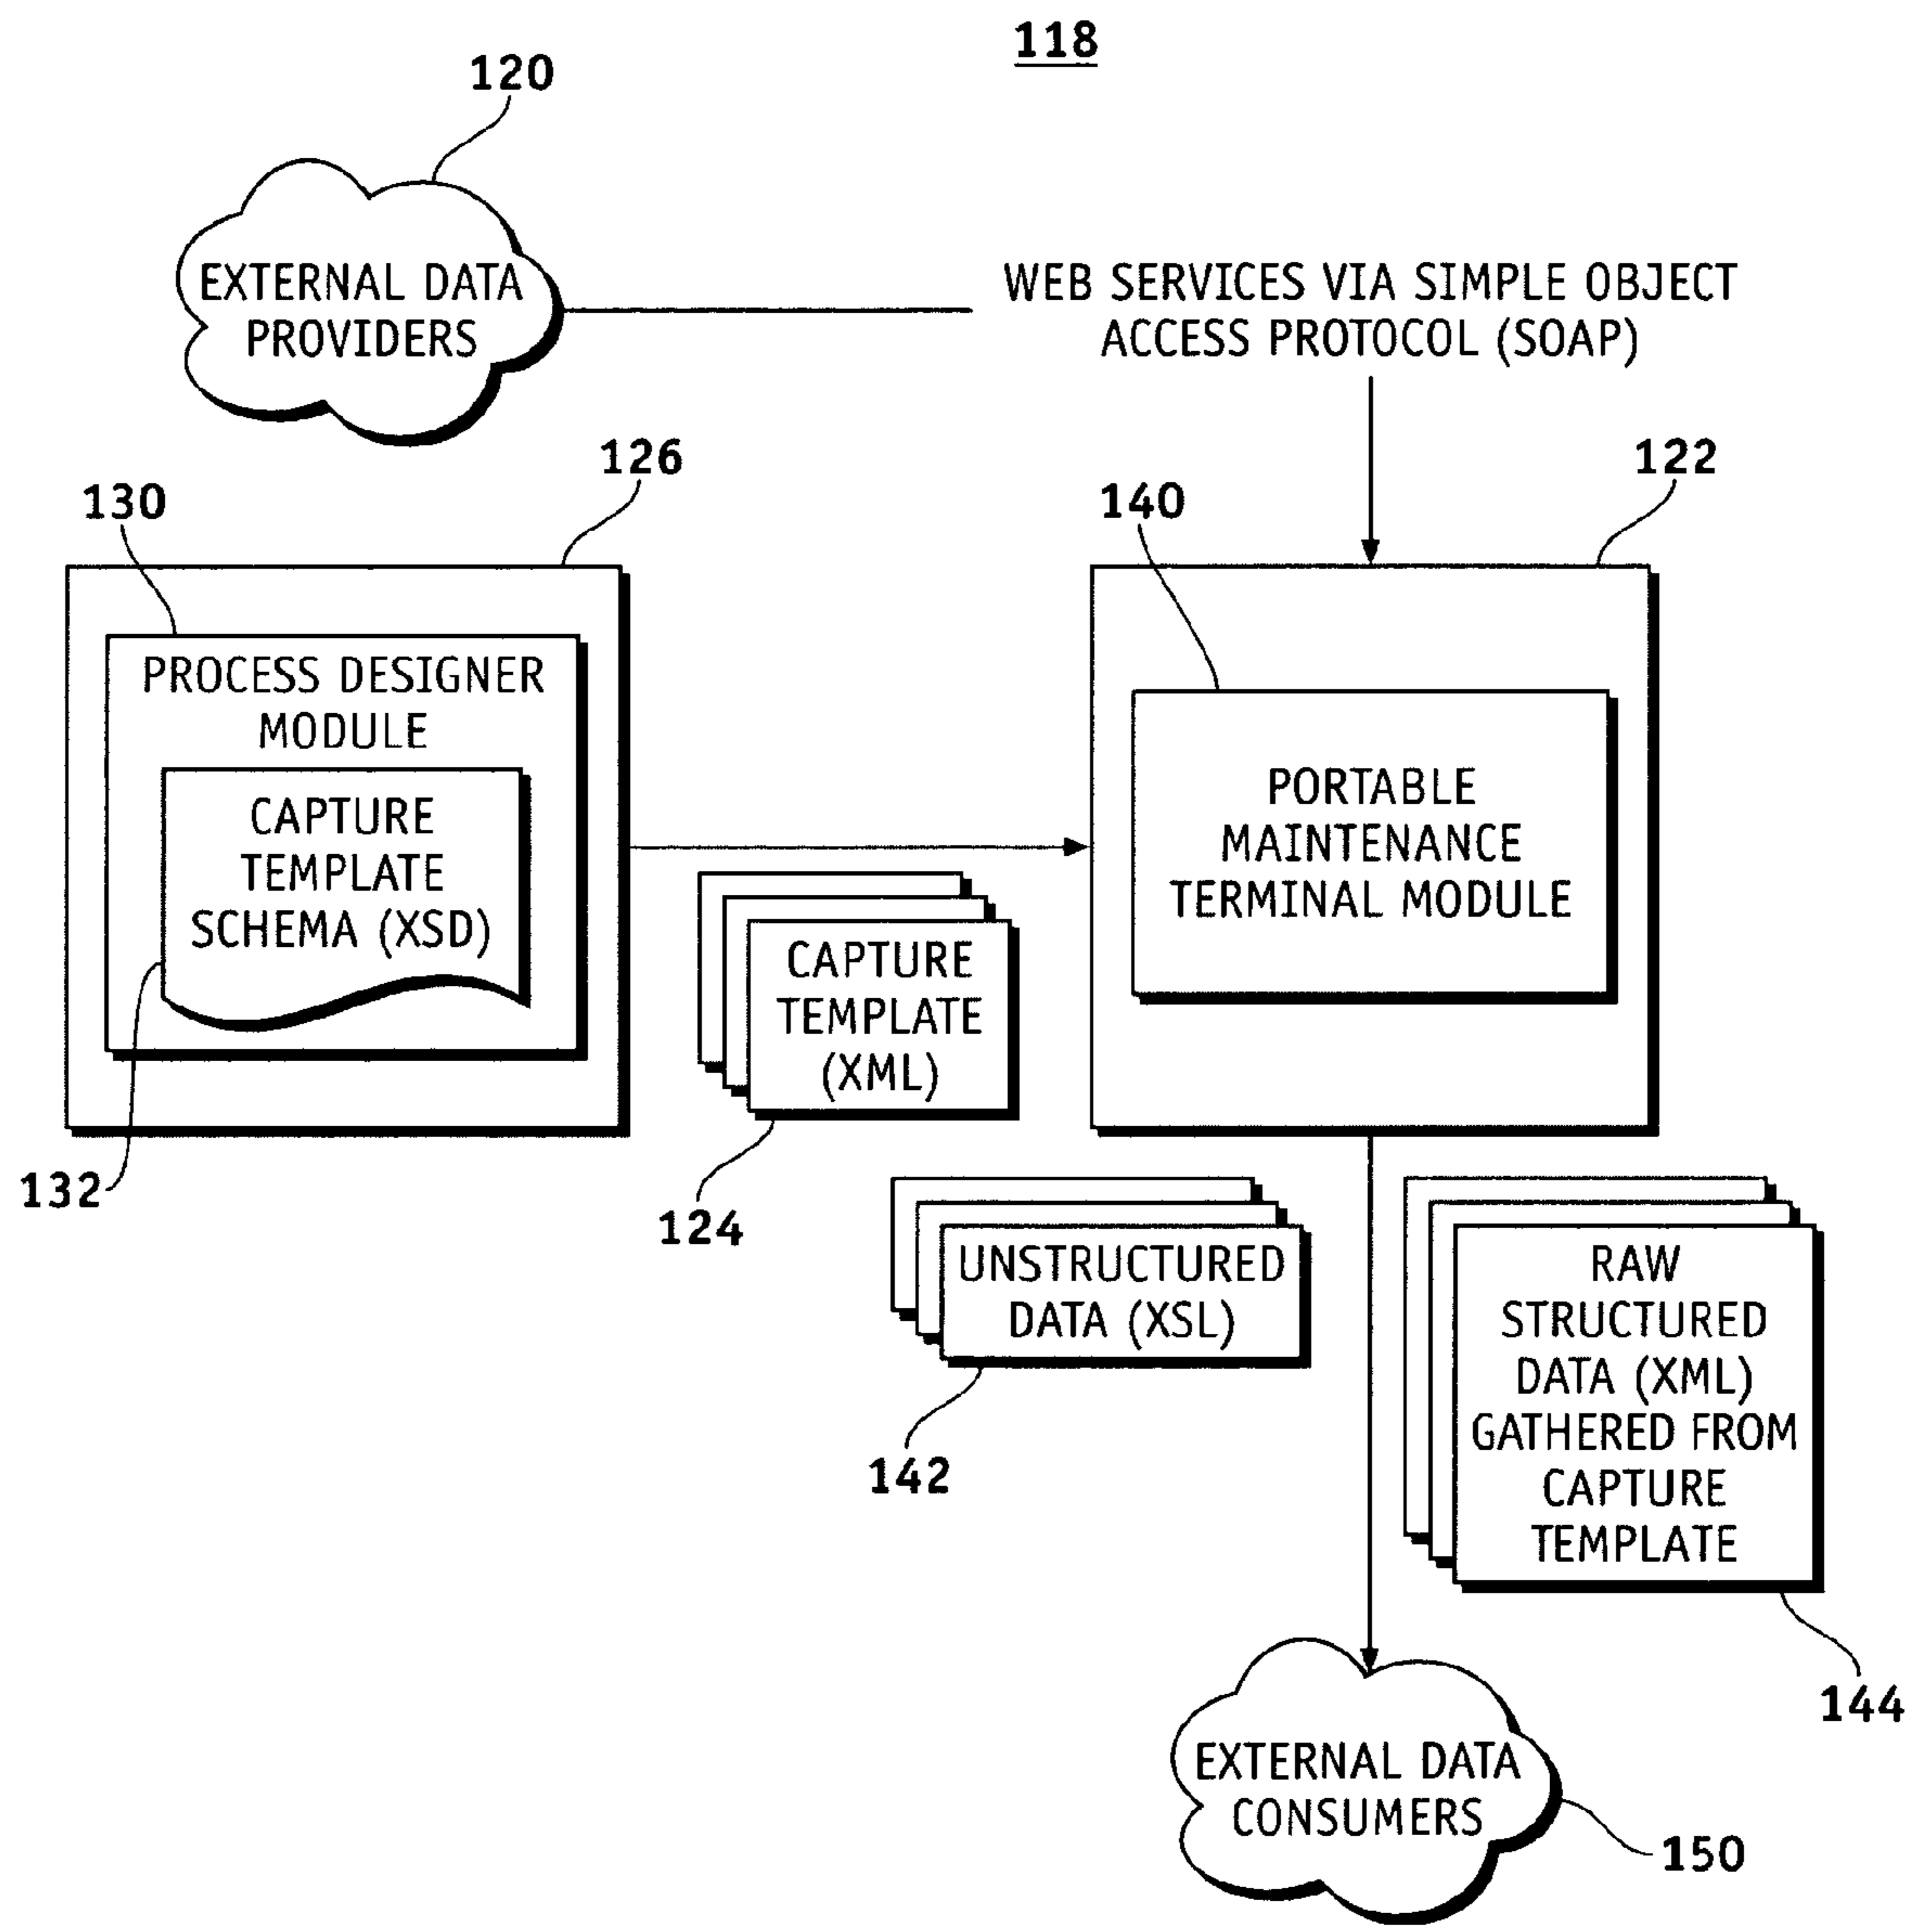 118
120
EXTERNAL DATA
PROVIDERS
WEB SERVICES VIA SIMPLE OBJECT
ACCESS PROTOCOL (SOAP)
126
122
130
140
PROCESS DESIGNER
MODULE
CAPTURE
TEMPLATE
SCHEMA (XSD)
PORTABLE
MAINTENANCE
TERMINAL MODULE
CAPTURE
TEMPLATE
(XML)
132
124
UNSTRUCTURED
DATA (XSL)
142
RAW
STRUCTURED
DATA (XML)
GATHERED FROM
CAPTURE
TEMPLATE
144
EXTERNAL DATA
CONSUMERS
150